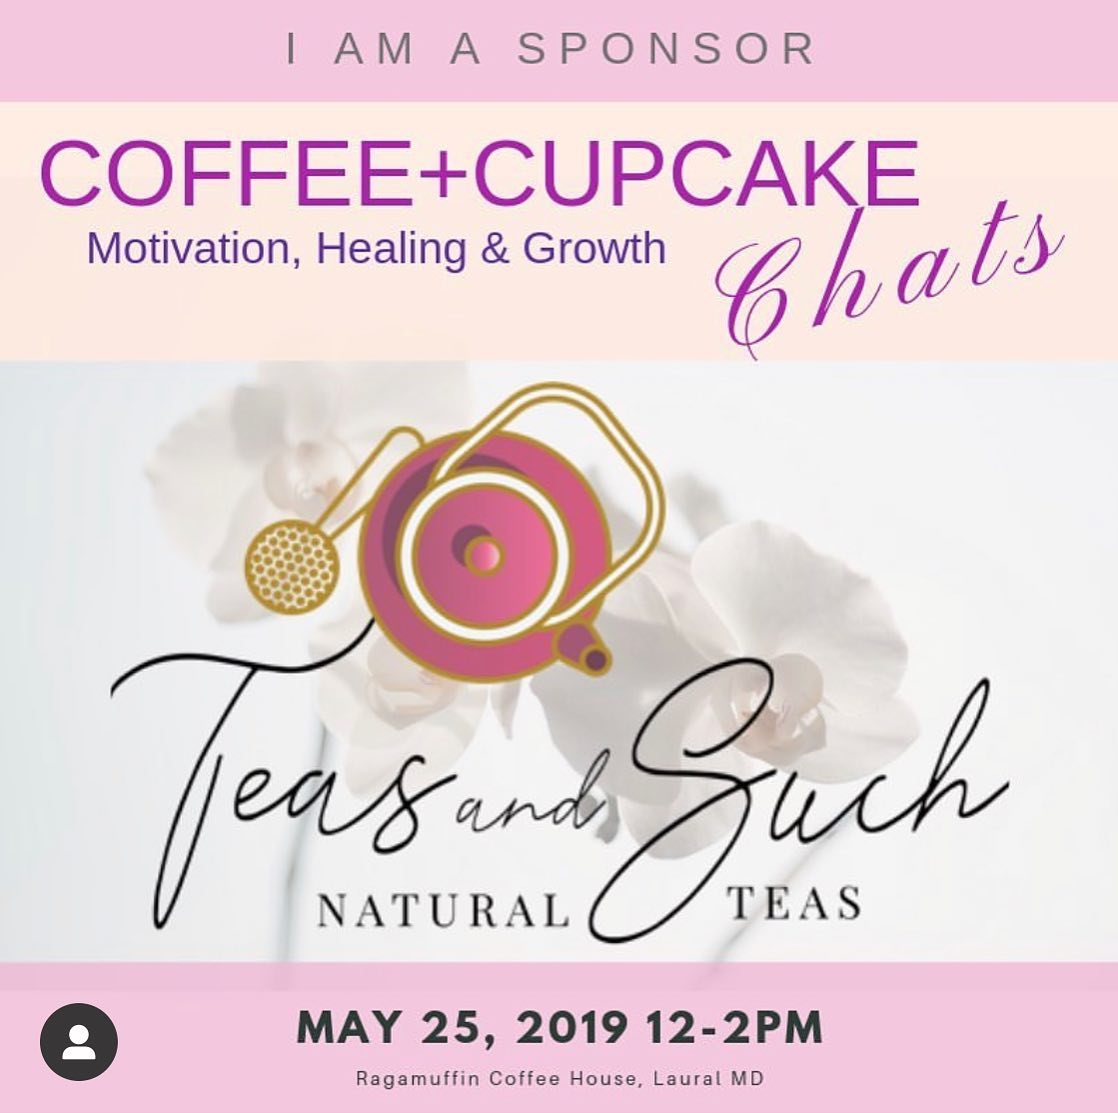 I AM A SPONSOR
COFFEE+CUPCAKE
Motivation, Healing & Growth
Chats
Teas and Such
NATURAL TEAS
MAY 25, 2019 12-2PM
Ragamuffin Coffee House, Laural MD